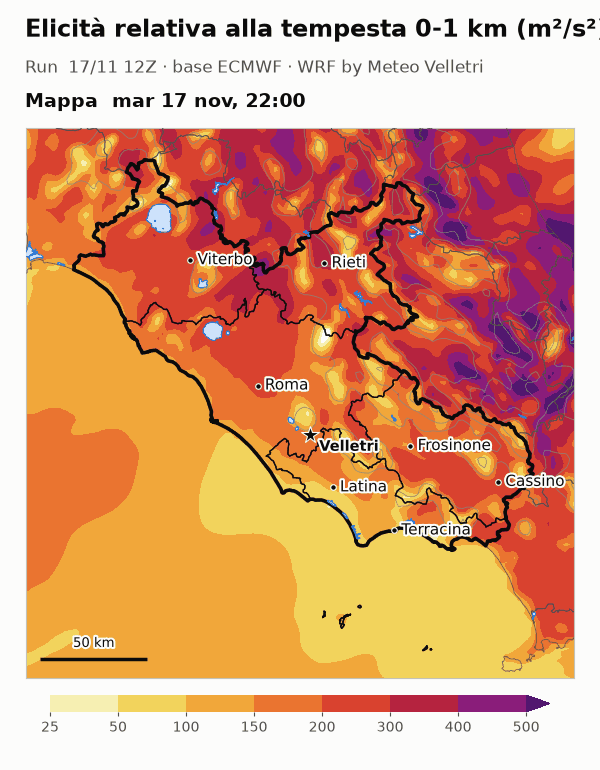 Elicità relativa alla tempesta 0-1 km (m²/s²)
Run 17/11 12Z · base ECMWF · WRF by Meteo Velletri
Mappa mar 17 nov, 22:00
Viterbo
Rieti
Roma
Velletri
Frosinone
Latina
Cassino
Terracina
50 km
25 50 100 150 200 300 400 500